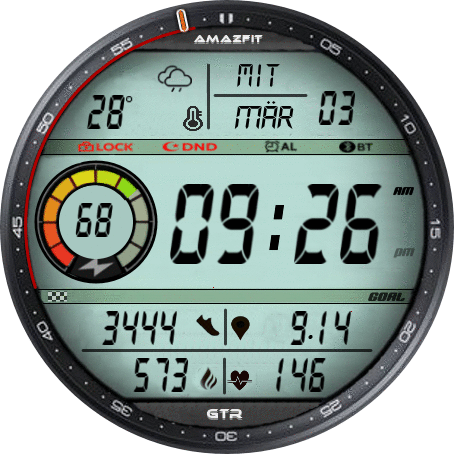 AMAZFIT
55
05
50
10
45
15
40
20
35
25
30
MIT
28°
MÄR 03
LOCK DND AL BT
68
09:26
AM
PM
GOAL
3444 9.14
573 146
GTR